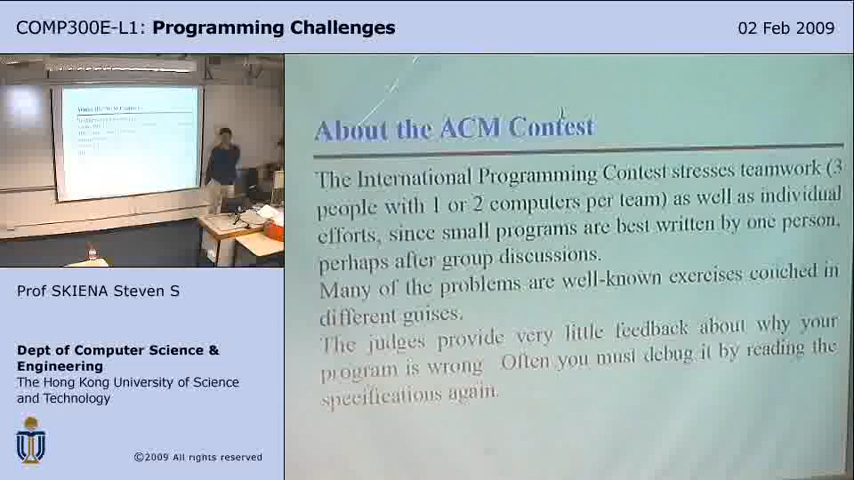 COMP300E-L1: Programming Challenges
02 Feb 2009
About the ACM Contest
The International Programming Contest stresses teamwork (3
people with 1 or 2 computers per team) as well as individual
efforts, since small programs are best written by one person,
perhaps after group discussions.
Many of the problems are well-known exercises couched in
different guises.
The judges provide very little feedback about why your
program is wrong Often you must debug it by reading the
specifications again.
Prof SKIENA Steven S
Dept of Computer Science &
Engineering
The Hong Kong University of Science
and Technology
©2009 All rights reserved